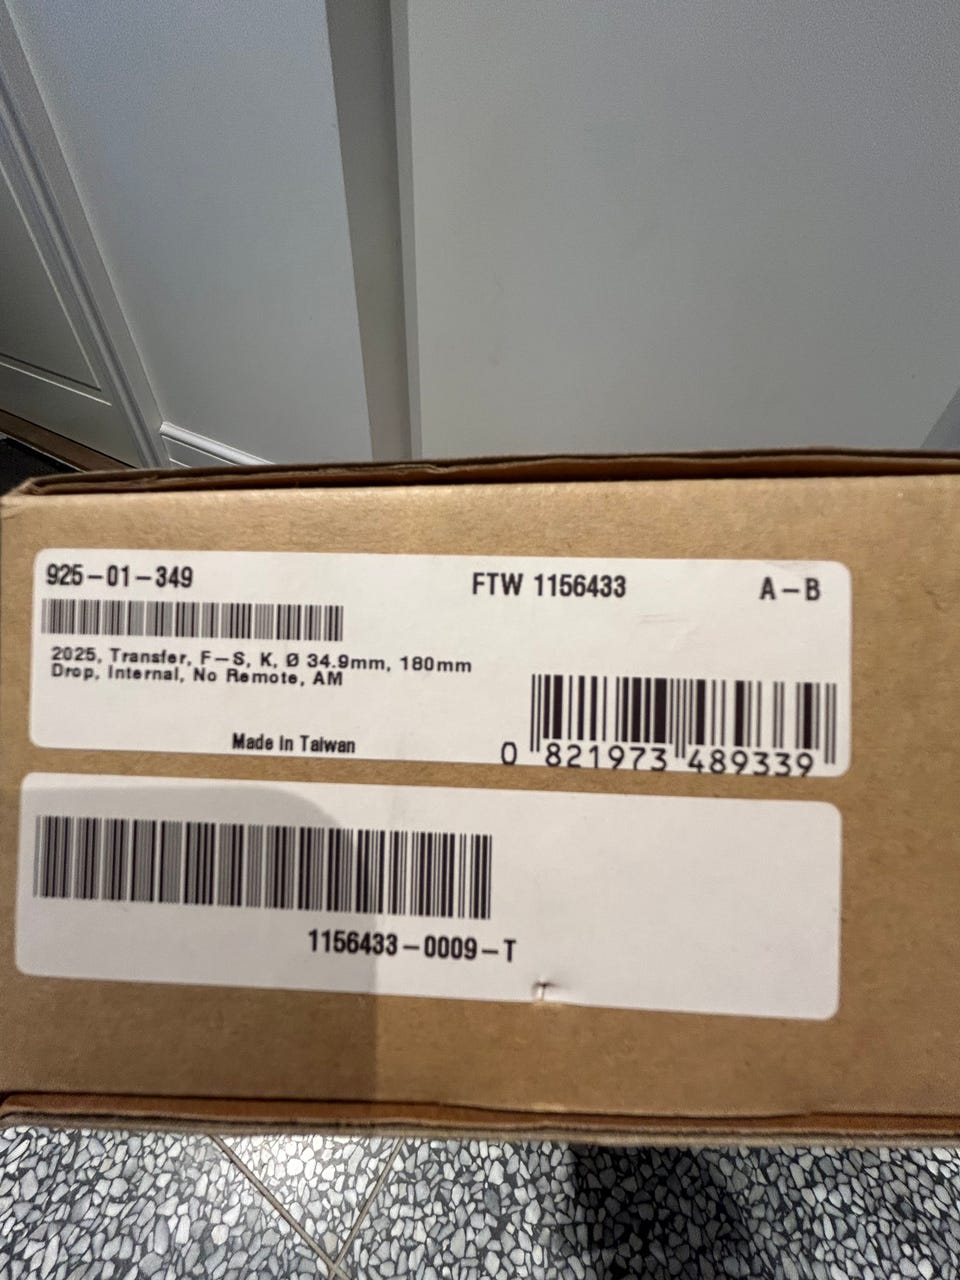 925-01-349
FTW 1156433
A-B
2025, Transfer, F-S, K, Ø 34.9mm, 180mm
Drop, Internal, No Remote, AM
Made In Taiwan
0 821973 489339
1156433-0009-T